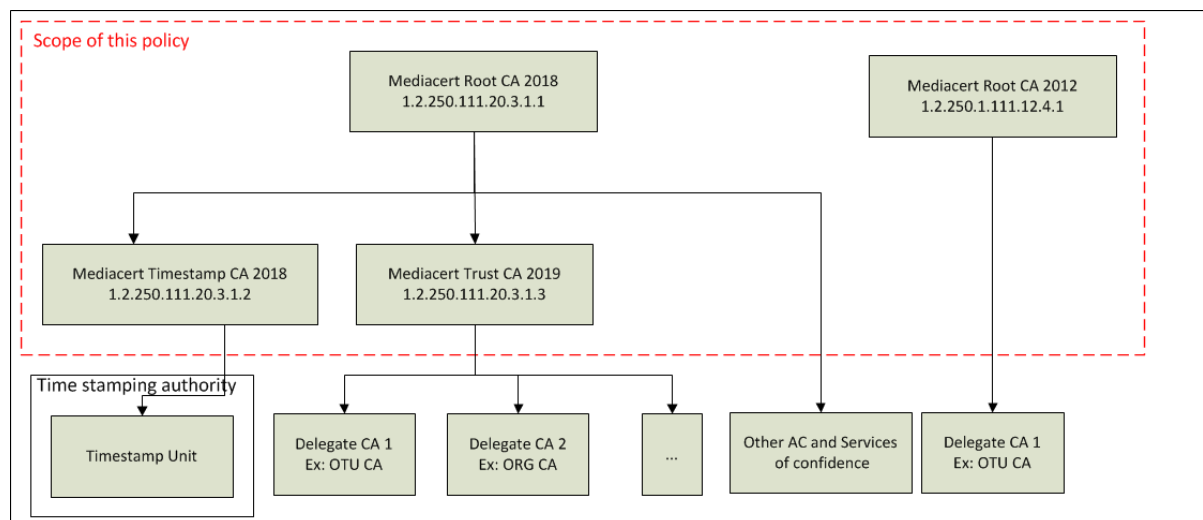 Scope of this policy
Mediacert Root CA 2018
1.2.250.111.20.3.1.1
Mediacert Root CA 2012
1.2.250.1.111.12.4.1
Mediacert Timestamp CA 2018
1.2.250.111.20.3.1.2
Mediacert Trust CA 2019
1.2.250.111.20.3.1.3
Time stamping authority
Timestamp Unit
Delegate CA 1
Ex: OTU CA
Delegate CA 2
Ex: ORG CA
...
Other AC and Services
of confidence
Delegate CA 1
Ex: OTU CA